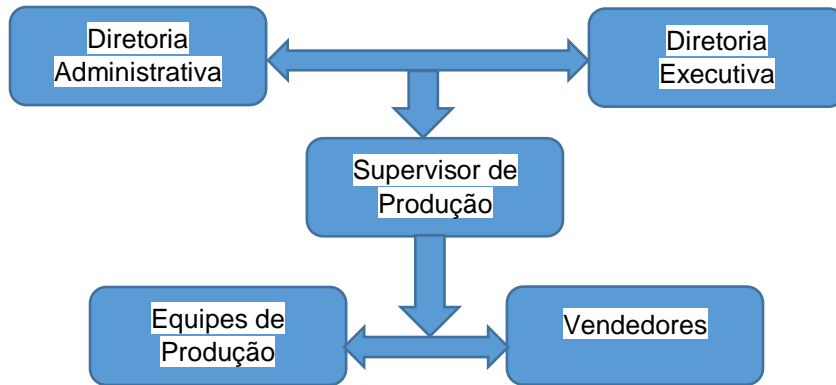 Diretoria
Administrativa
Diretoria
Executiva
Supervisor de
Produção
Equipes de
Produção
Vendedores